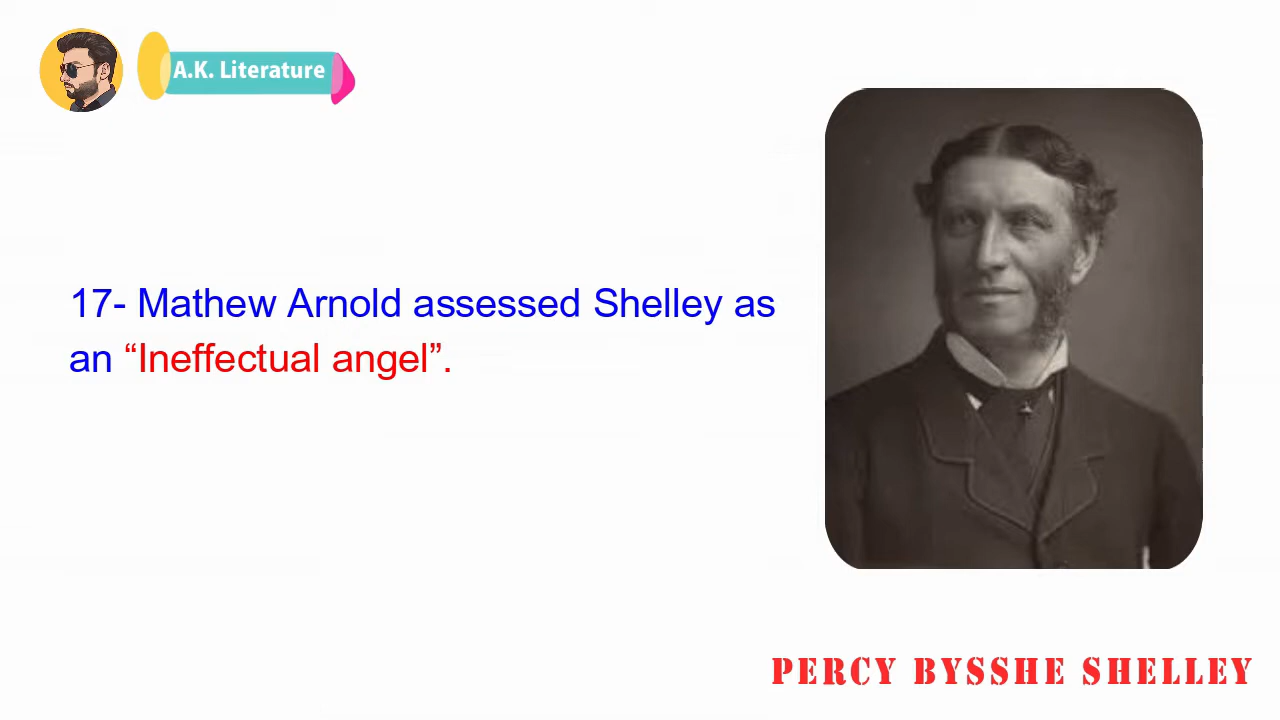 A.K. Literature
17- Mathew Arnold assessed Shelley as
an “Ineffectual angel”.
PERCY BYSSHE SHELLEY